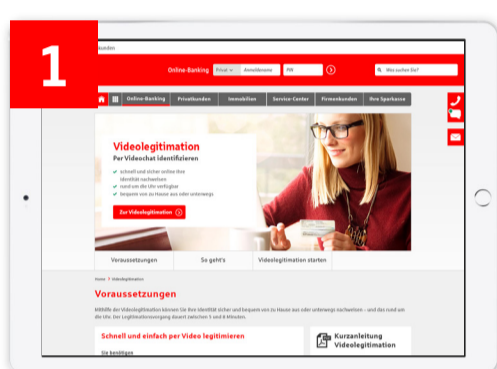 1
kunden
Online-Banking Privat Anmeldename PIN Was suchen Sie?
Online-Banking Privatkunden Immobilien Service-Center Firmenkunden Ihre Sparkasse
Videolegitimation
Per Videochat identifizieren
schnell und sicher online Ihre
Identität nachweisen
rund um die Uhr verfügbar
bequem von zu Hause aus oder unterwegs
Zur Videolegitimation
Voraussetzungen So geht's Videolegitimation starten
Home Videolegitimation
Voraussetzungen
Mithilfe der Videolegitimation können Sie Ihre Identität sicher und bequem von zu Hause aus oder unterwegs nachweisen – und das rund um
die Uhr. Der Legitimationsvorgang dauert zwischen 5 und 8 Minuten.
Schnell und einfach per Video legitimieren
Kurzanleitung
Videolegitimation
Sie benötigen